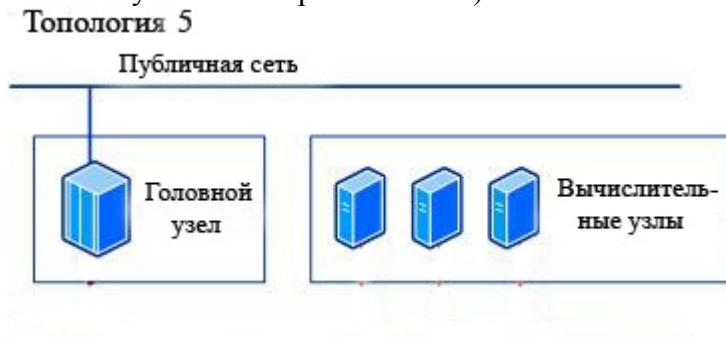 Топология 5
Публичная сеть
Головной
узел
Вычислитель-
ные узлы